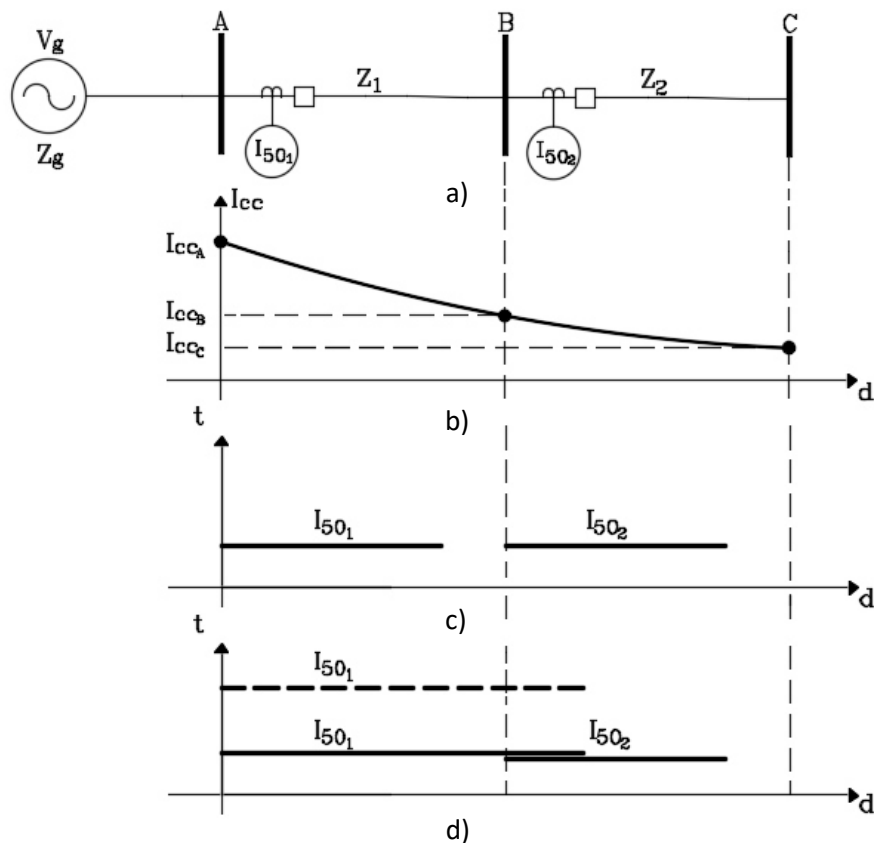 A B C
Vg
Zg
Z1 Z2
I501 I502
a)
Icc
IccA
IccB
IccC
d
b)
t
I501 I502
d
c)
t
I501
I501 I502
d
d)